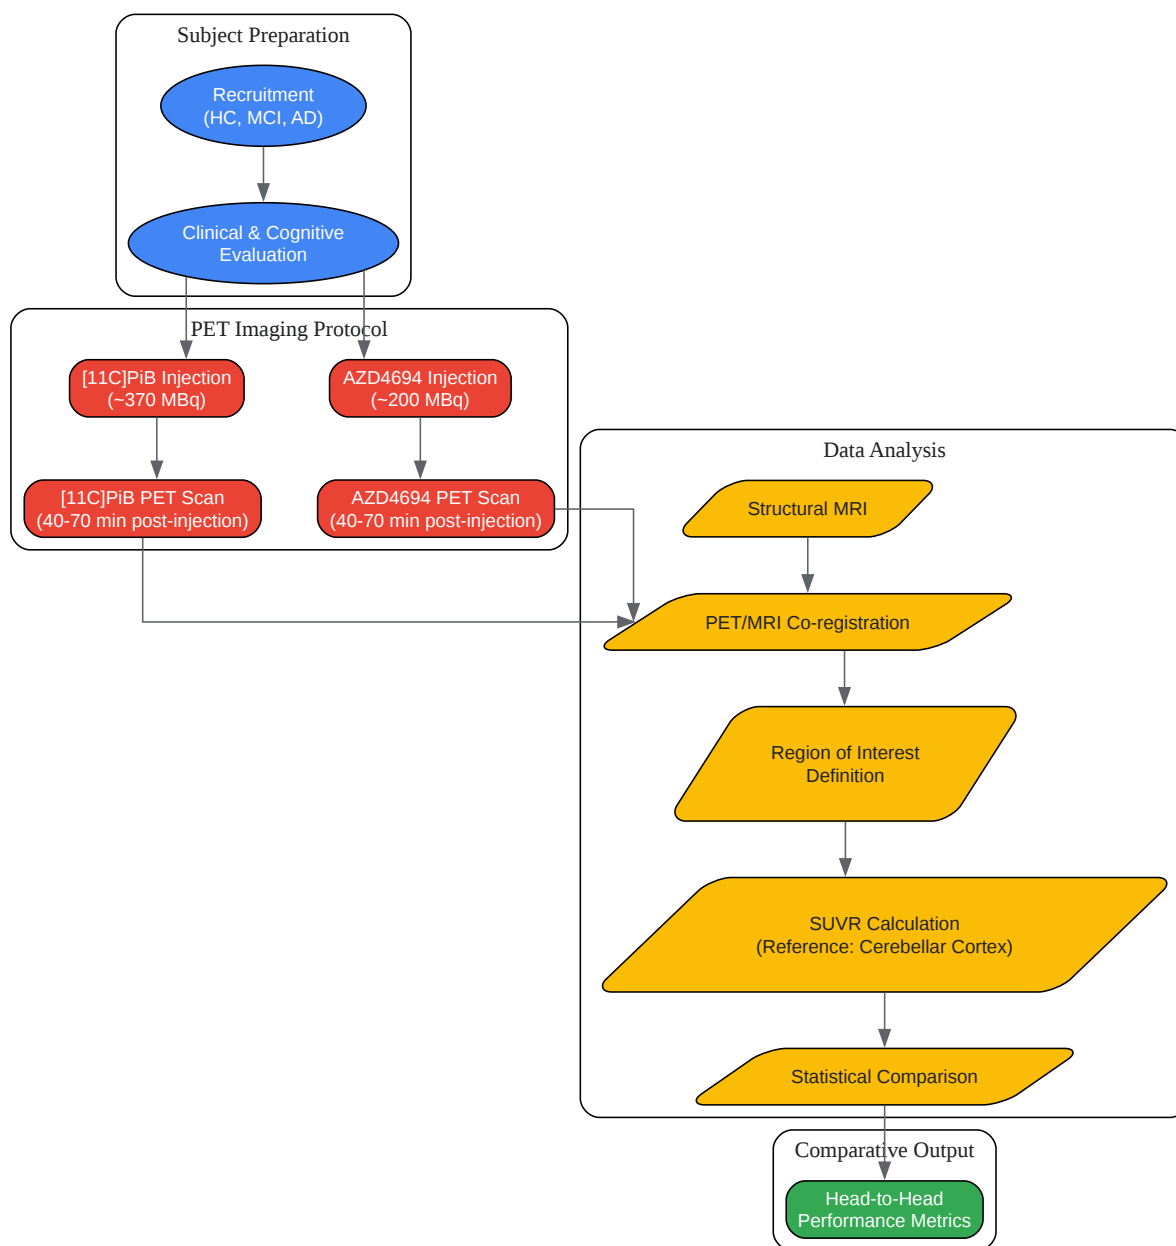 Subject Preparation
Recruitment
(HC, MCI, AD)
Clinical & Cognitive
Evaluation
PET Imaging Protocol
[11C]PiB Injection
(~370 MBq)
AZD4694 Injection
(~200 MBq)
[11C]PiB PET Scan
(40-70 min post-injection)
AZD4694 PET Scan
(40-70 min post-injection)
Data Analysis
Structural MRI
PET/MRI Co-registration
Region of Interest
Definition
SUVR Calculation
(Reference: Cerebellar Cortex)
Statistical Comparison
Comparative Output
Head-to-Head
Performance Metrics